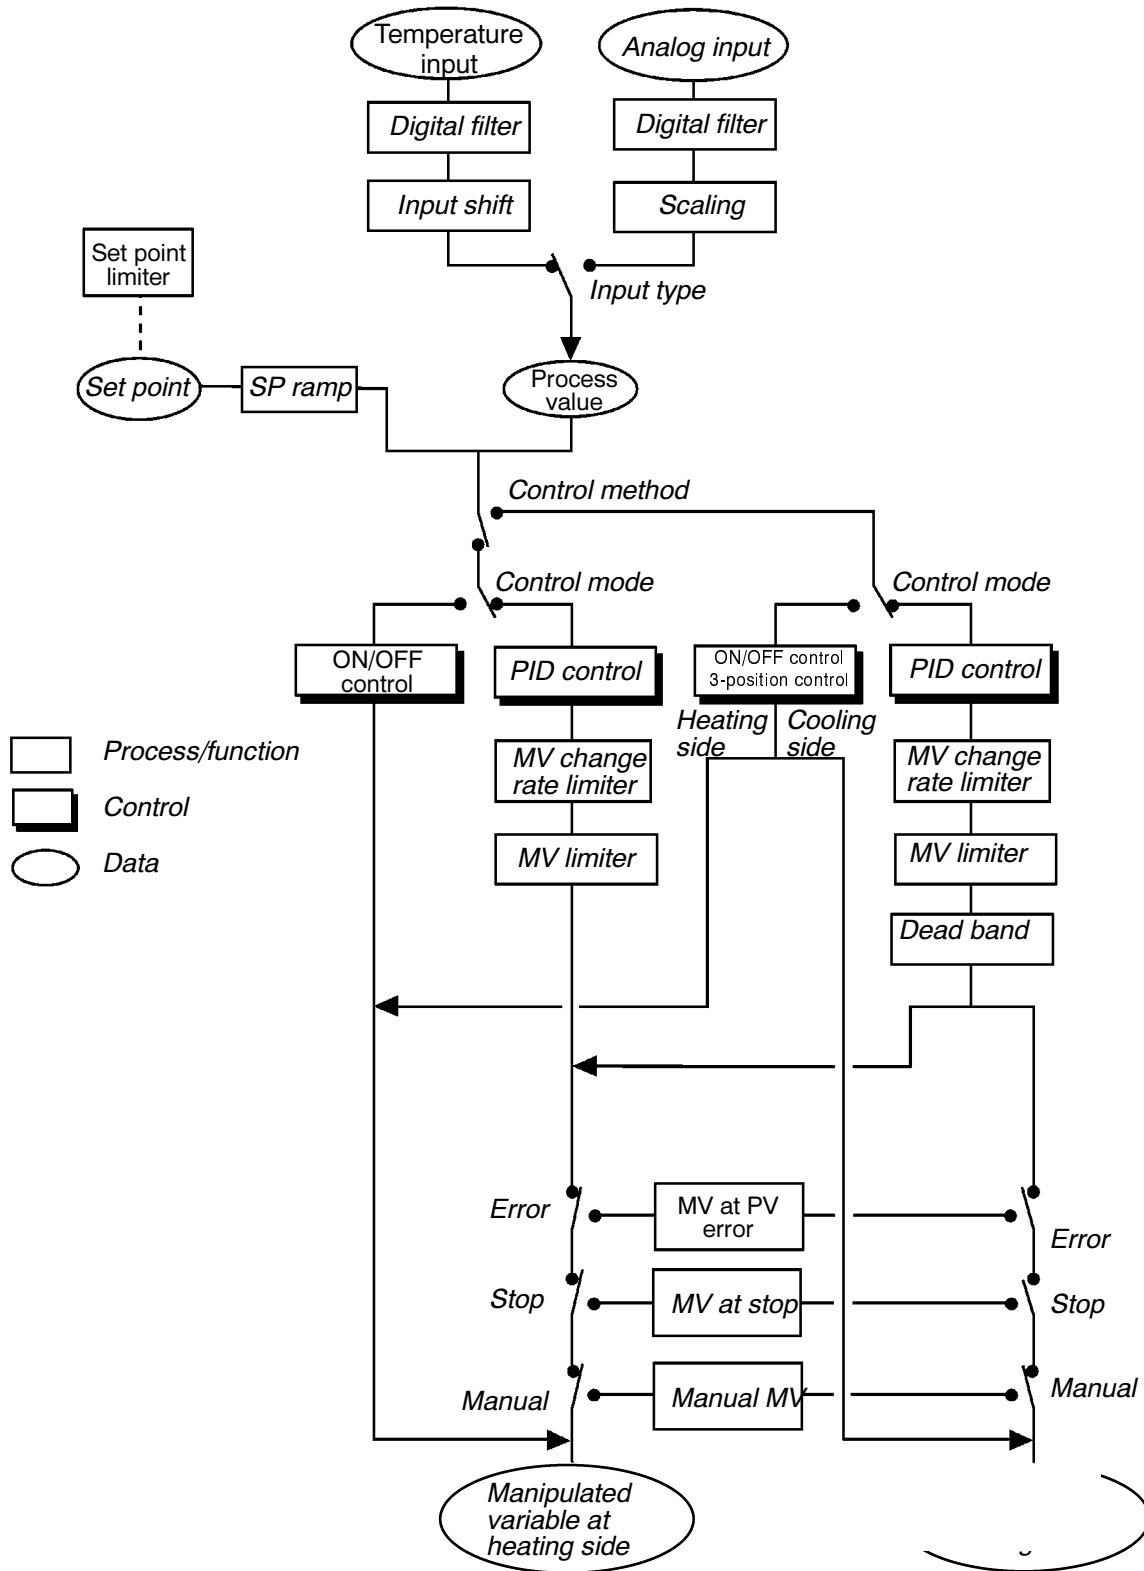 Temperature
input
Analog input
Digital filter
Digital filter
Input shift
Scaling
Set point
limiter
Input type
Set point
SP ramp
Process
value
Control method
Control mode
Control mode
ON/OFF
control
PID control
ON/OFF control
3-position control
PID control
Heating
side
Cooling
side
Process/function
Control
Data
MV change
rate limiter
MV change
rate limiter
MV limiter
MV limiter
Dead band
Error
MV at PV
error
Error
Stop
MV at stop
Stop
Manual
Manual MV
Manual
Manipulated
variable at
heating side